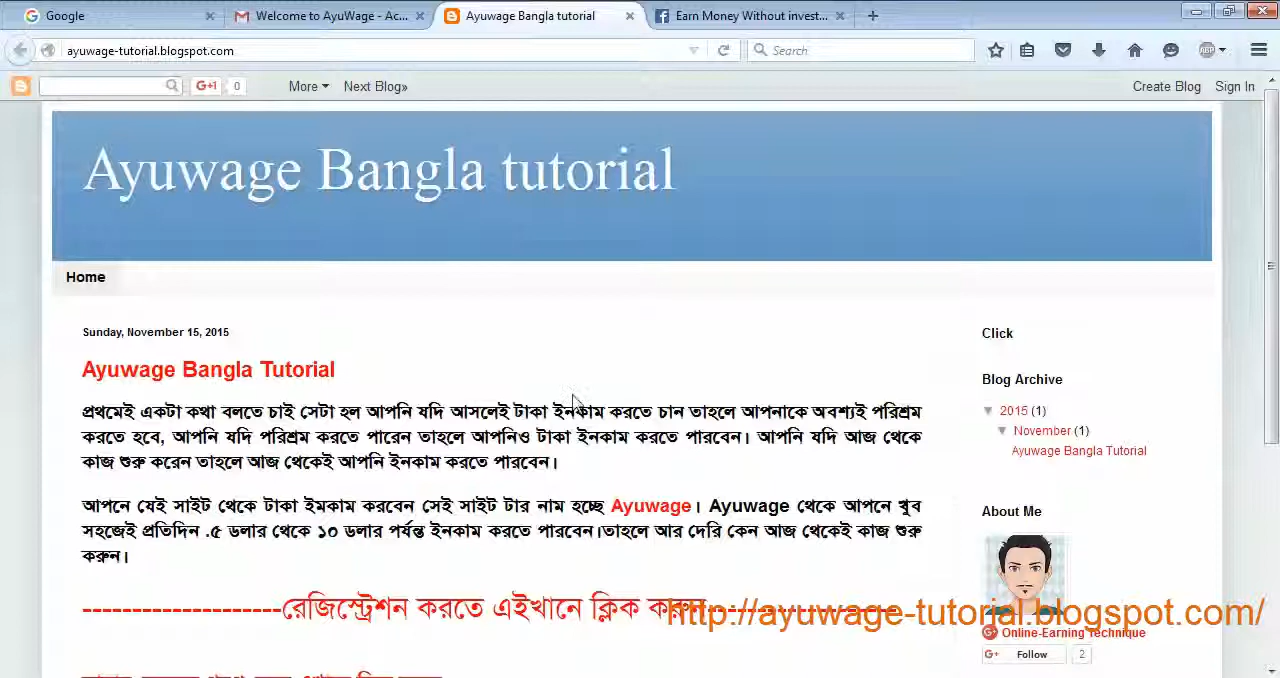 Google
Welcome to AyuWage - Ac...
Ayuwage Bangla tutorial
Earn Money Without invest...
ayuwage-tutorial.blogspot.com
Search
ABP
G+1 0
More
Next Blog»
Create Blog
Sign In
Ayuwage Bangla tutorial
Home
Sunday, November 15, 2015
Ayuwage Bangla Tutorial
প্রথমেই একটা কথা বলতে চাই সেটা হল আপনি যদি আসলেই টাকা ইনকাম করতে চান তাহলে আপনাকে অবশ্যই পরিশ্রম
করতে হবে, আপনি যদি পরিশ্রম করতে পারেন তাহলে আপনিও টাকা ইনকাম করতে পারবেন। আপনি যদি আজ থেকে
কাজ শুরু করেন তাহলে আজ থেকেই আপনি ইনকাম করতে পারবেন।
আপনে যেই সাইট থেকে টাকা ইমকাম করবেন সেই সাইট টার নাম হচ্ছে Ayuwage। Ayuwage থেকে আপনে খুব
সহজেই প্রতিদিন .৫ ডলার থেকে ১০ ডলার পর্যন্ত ইনকাম করতে পারবেন।তাহলে আর দেরি কেন আজ থেকেই কাজ শুরু
করুন।
--------------------রেজিস্ট্রেশন করতে এইখানে ক্লিক করুন-------------------
http://ayuwage-tutorial.blogspot.com/
Click
Blog Archive
2015 (1)
November (1)
Ayuwage Bangla Tutorial
About Me
Online-Earning Technique
G+ Follow 2